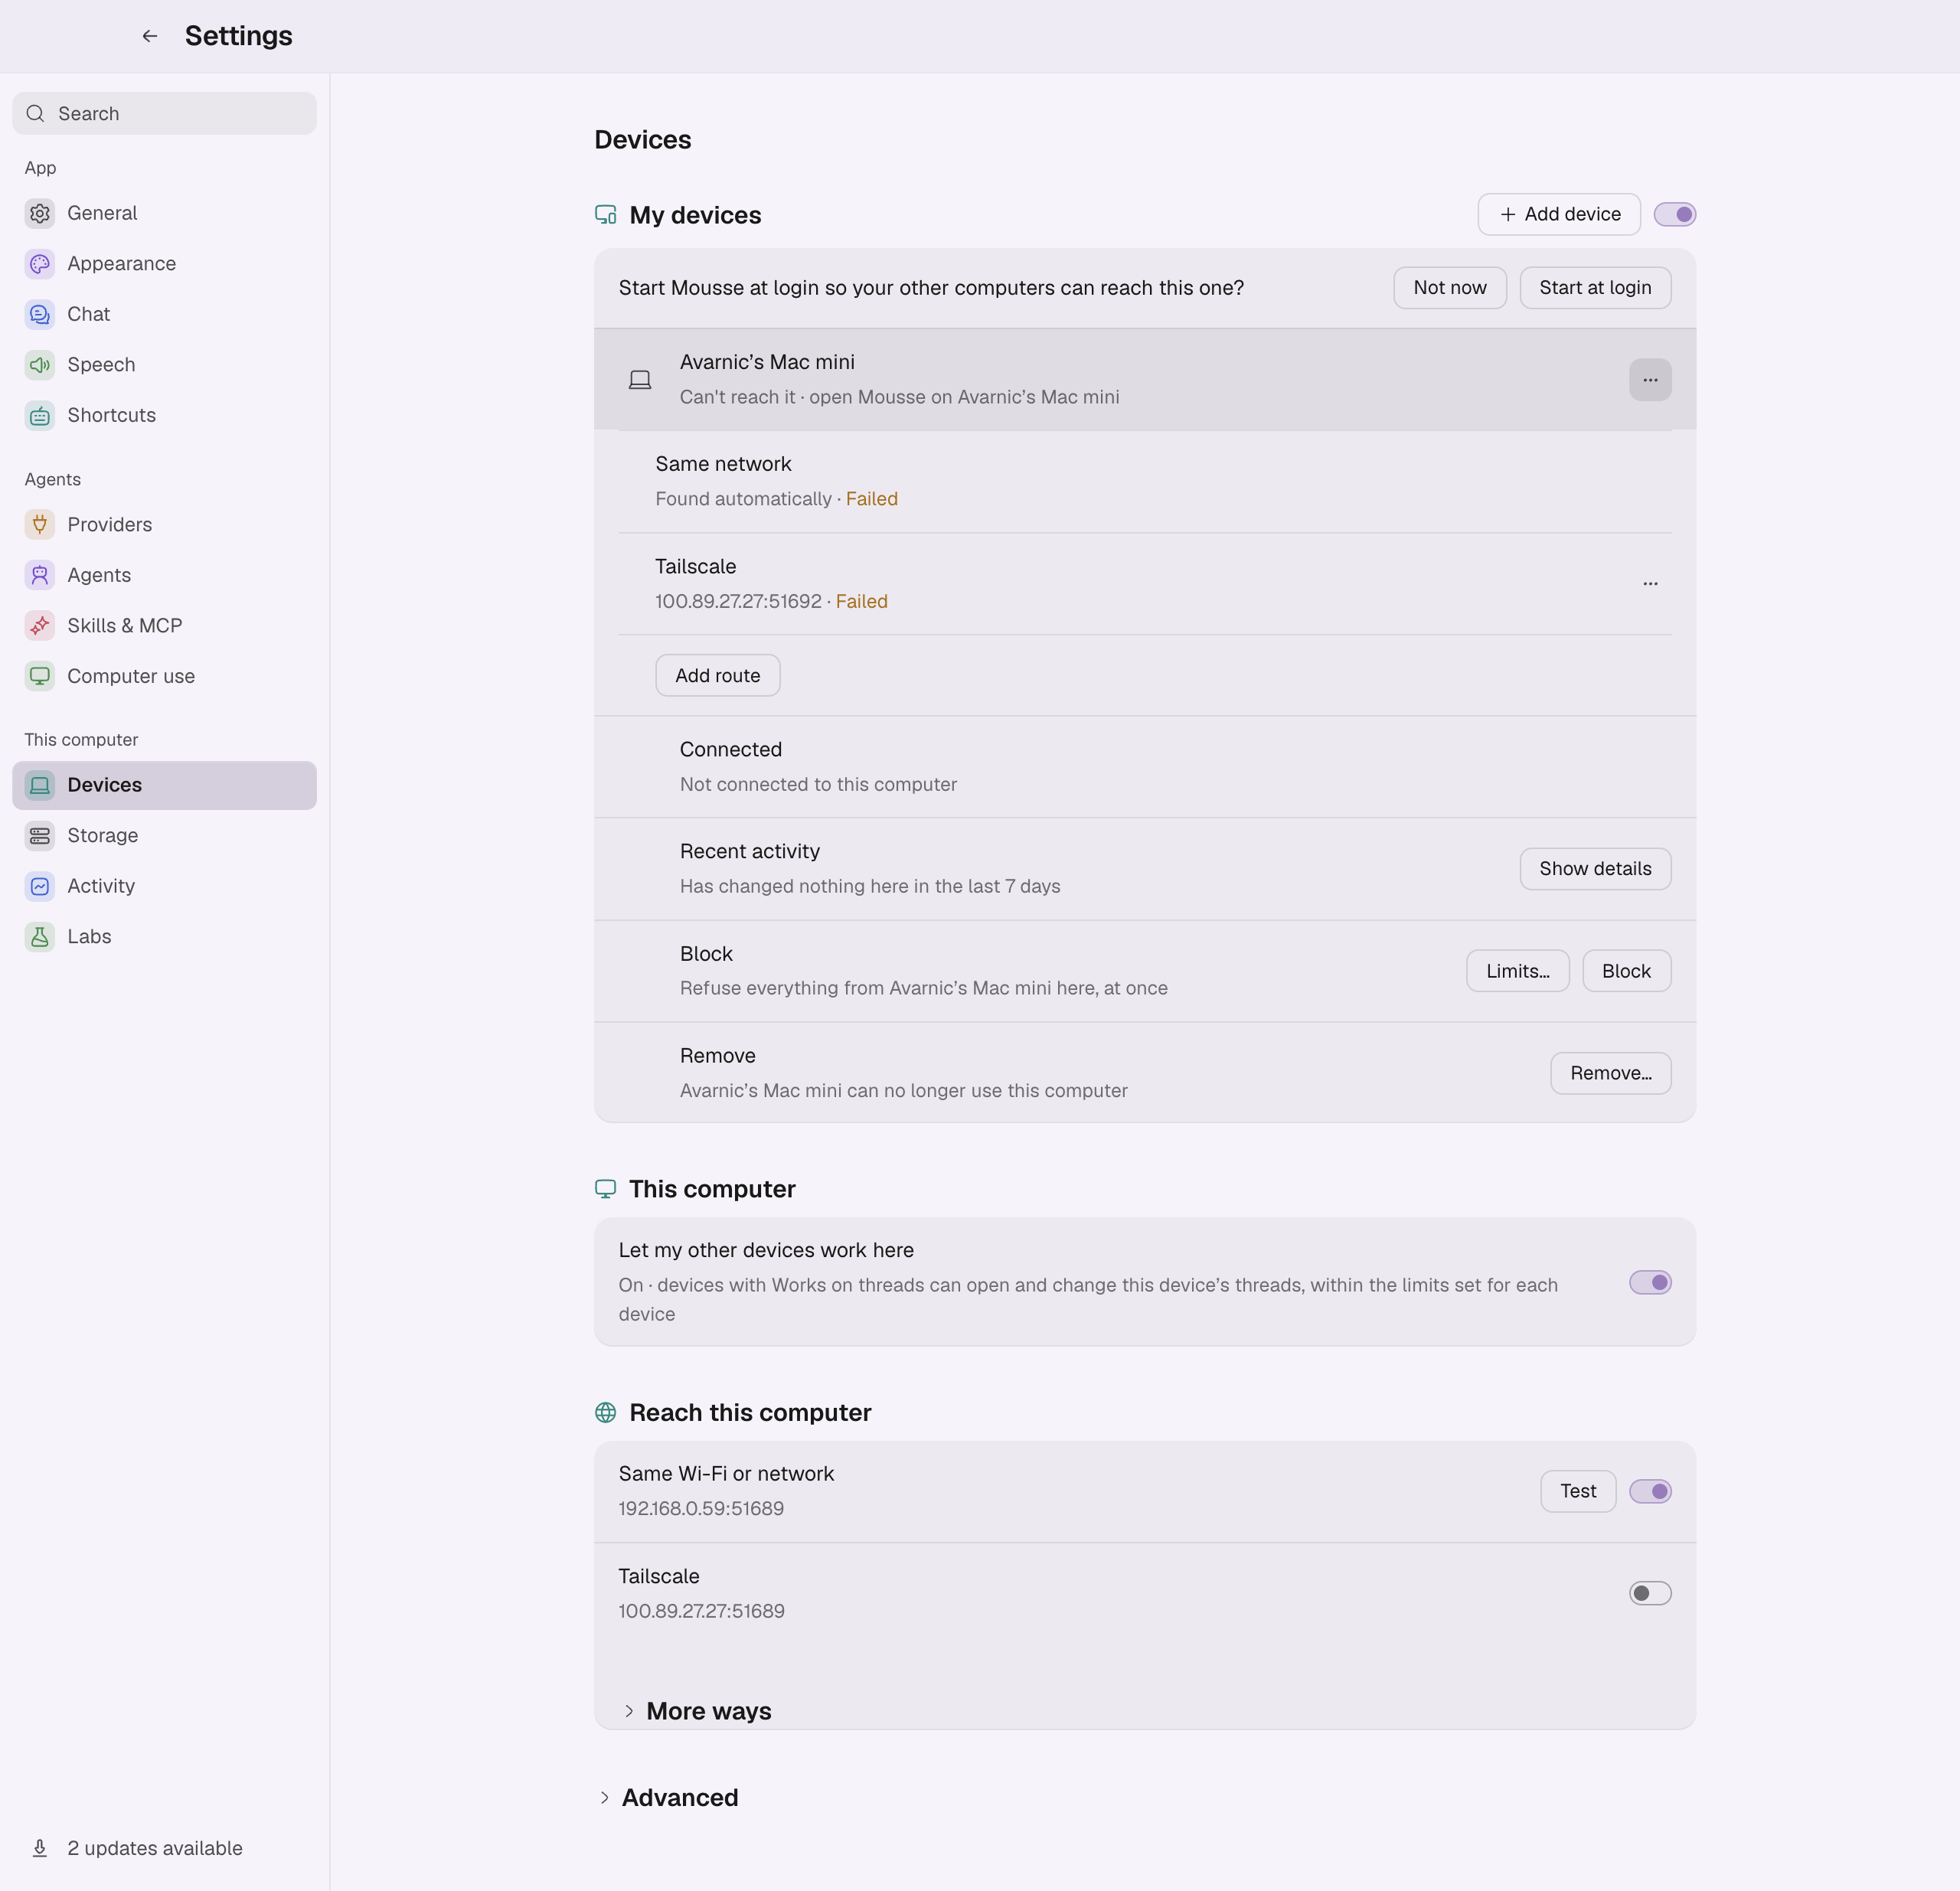 Settings
Search
App
General
Appearance
Chat
Speech
Shortcuts
Agents
Providers
Agents
Skills & MCP
Computer use
This computer
Devices
Storage
Activity
Labs
2 updates available
Devices
My devices
Add device
Start Mousse at login so your other computers can reach this one?
Not now
Start at login
Avarnic’s Mac mini
Can't reach it · open Mousse on Avarnic’s Mac mini
Same network
Found automatically · Failed
Tailscale
100.89.27.27:51692 · Failed
Add route
Connected
Not connected to this computer
Recent activity
Has changed nothing here in the last 7 days
Show details
Block
Refuse everything from Avarnic’s Mac mini here, at once
Limits…
Block
Remove
Avarnic’s Mac mini can no longer use this computer
Remove…
This computer
Let my other devices work here
On · devices with Works on threads can open and change this device’s threads, within the limits set for each
device
Reach this computer
Same Wi-Fi or network
192.168.0.59:51689
Test
Tailscale
100.89.27.27:51689
More ways
Advanced